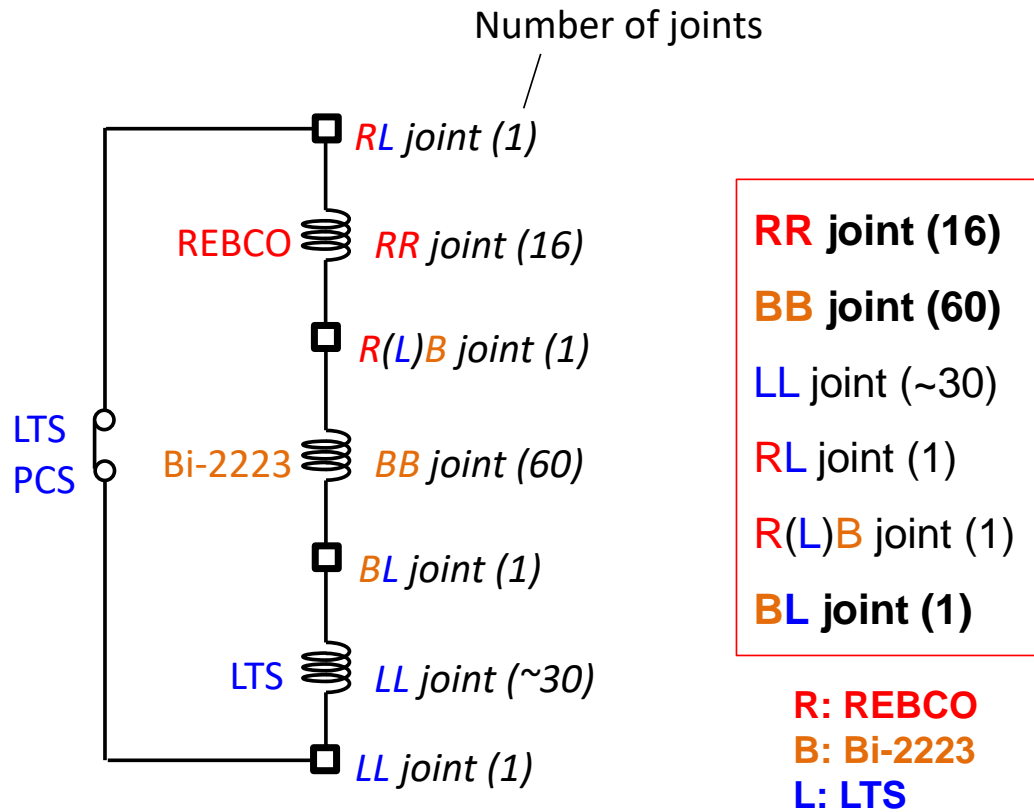 Number of joints
RL joint (1)
REBCO
RR joint (16)
R(L)B joint (1)
LTS
PCS
Bi-2223
BB joint (60)
BL joint (1)
LTS
LL joint (~30)
LL joint (1)
RR joint (16)
BB joint (60)
LL joint (~30)
RL joint (1)
R(L)B joint (1)
BL joint (1)
R: REBCO
B: Bi-2223
L: LTS